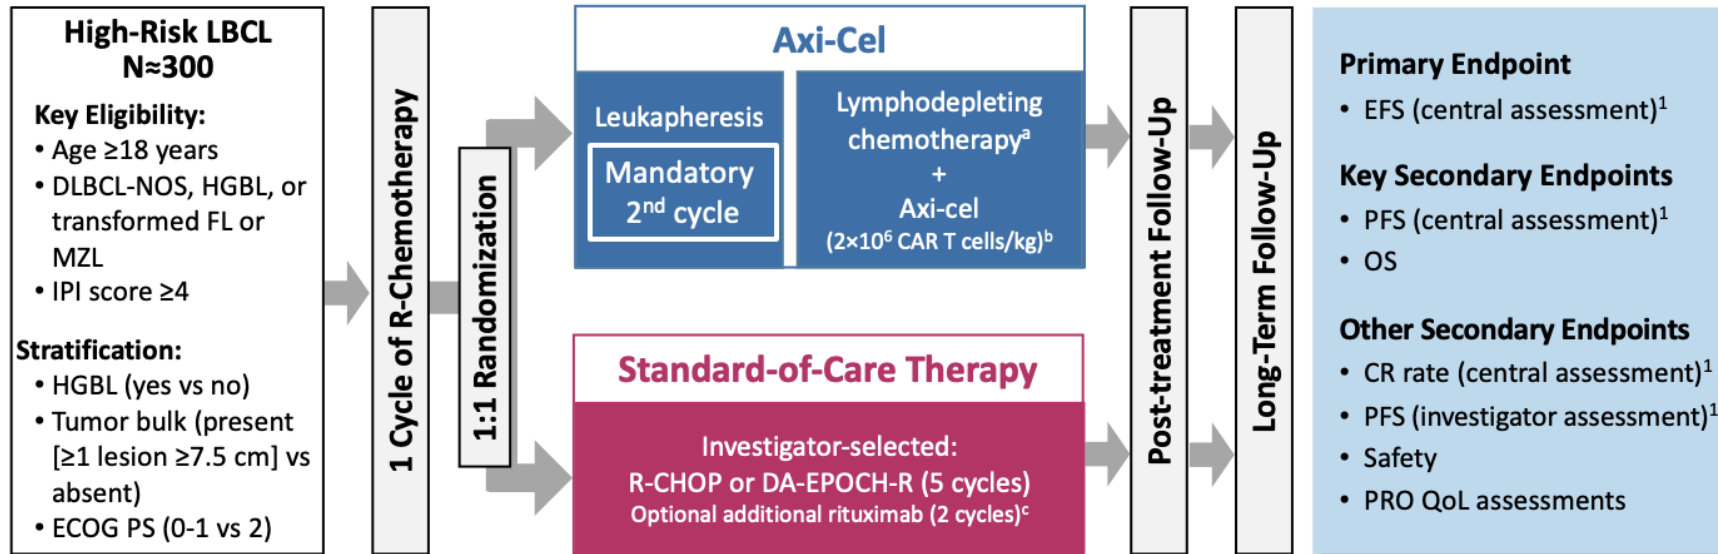 High-Risk LBCL
N≈300
Key Eligibility:
• Age ≥18 years
• DLBCL-NOS, HGBL, or
transformed FL or
MZL
• IPI score ≥4
Stratification:
• HGBL (yes vs no)
• Tumor bulk (present
[≥1 lesion ≥7.5 cm] vs
absent)
• ECOG PS (0-1 vs 2)
1 Cycle of R-Chemotherapy
1:1 Randomization
Axi-Cel
Leukapheresis
Mandatory
2nd cycle
Lymphodepleting
chemotherapyᵃ
+
Axi-cel
(2×10⁶ CAR T cells/kg)ᵇ
Standard-of-Care Therapy
Investigator-selected:
R-CHOP or DA-EPOCH-R (5 cycles)
Optional additional rituximab (2 cycles)ᶜ
Post-treatment Follow-Up
Long-Term Follow-Up
Primary Endpoint
• EFS (central assessment)¹
Key Secondary Endpoints
• PFS (central assessment)¹
• OS
Other Secondary Endpoints
• CR rate (central assessment)¹
• PFS (investigator assessment)¹
• Safety
• PRO QoL assessments